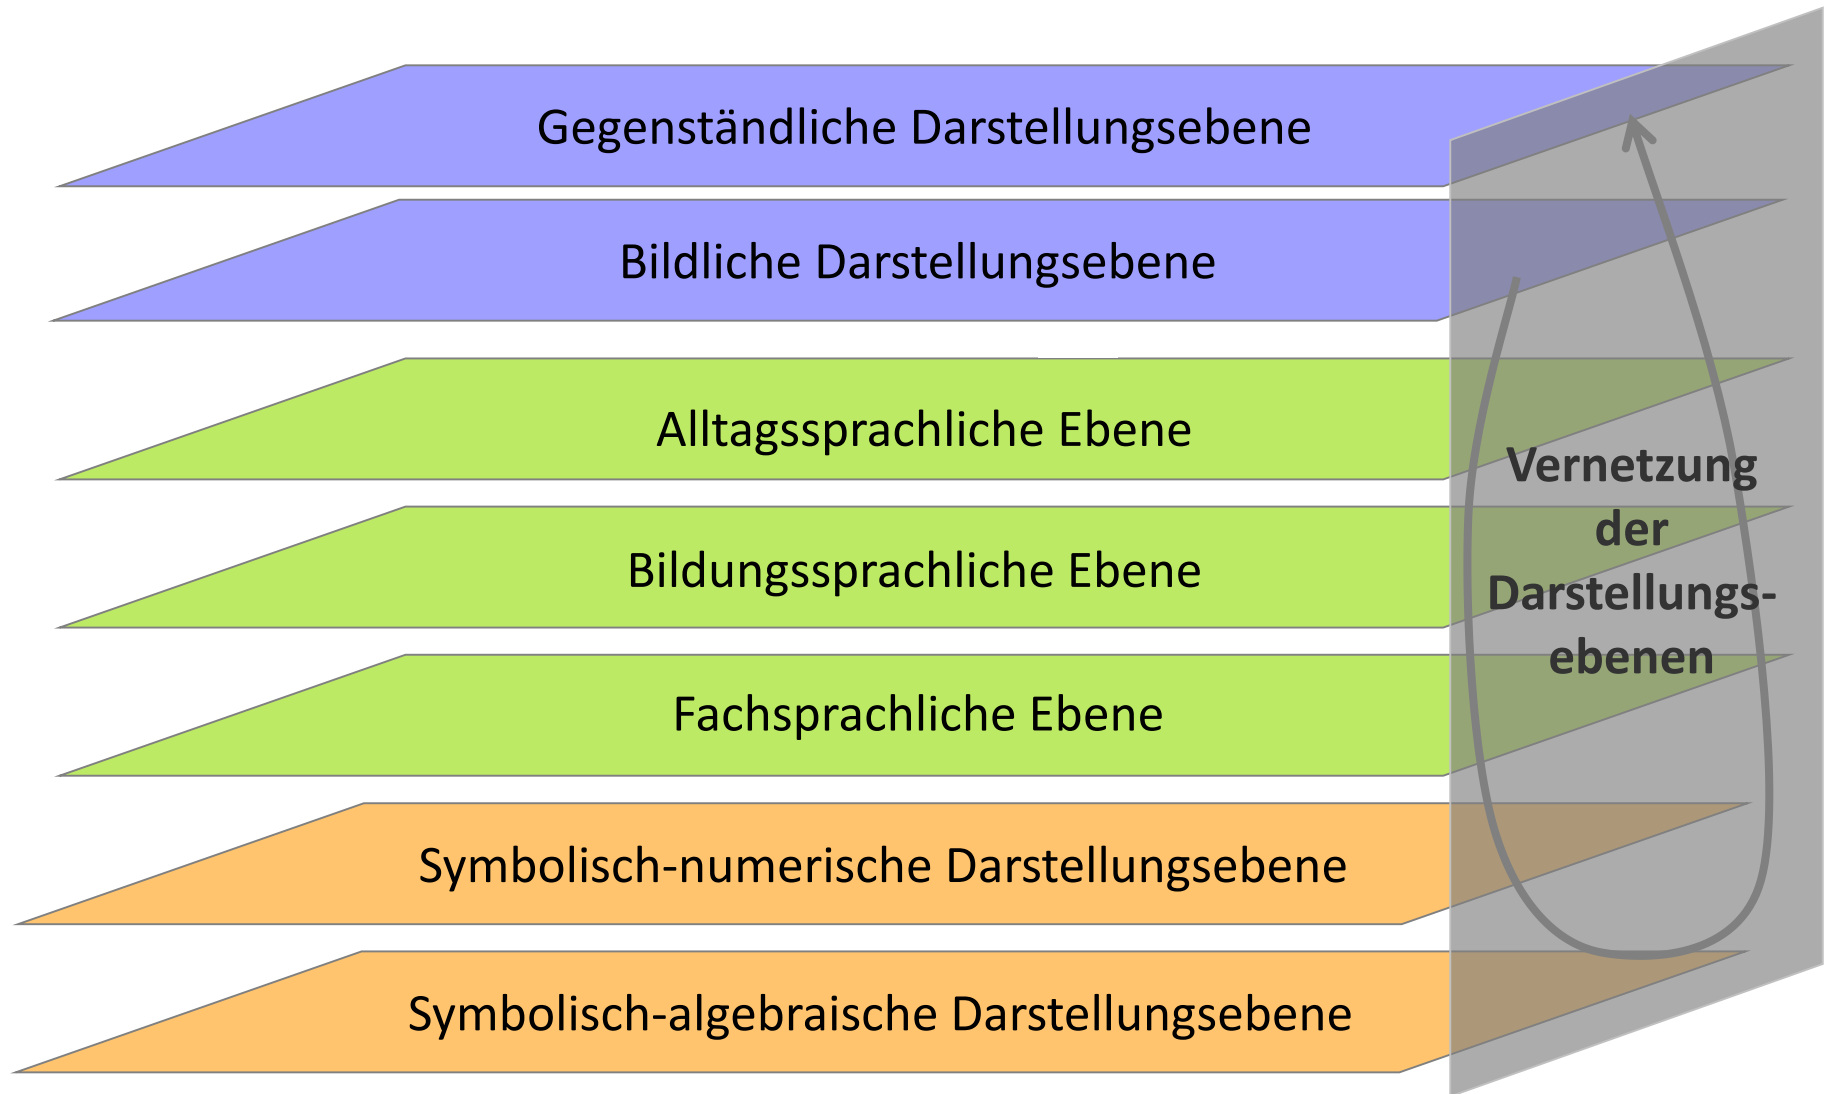 Gegenständliche Darstellungsebene
Bildliche Darstellungsebene
Alltagssprachliche Ebene
Bildungssprachliche Ebene
Fachsprachliche Ebene
Symbolisch-numerische Darstellungsebene
Symbolisch-algebraische Darstellungsebene
Vernetzung
der
Darstellungs-
ebenen